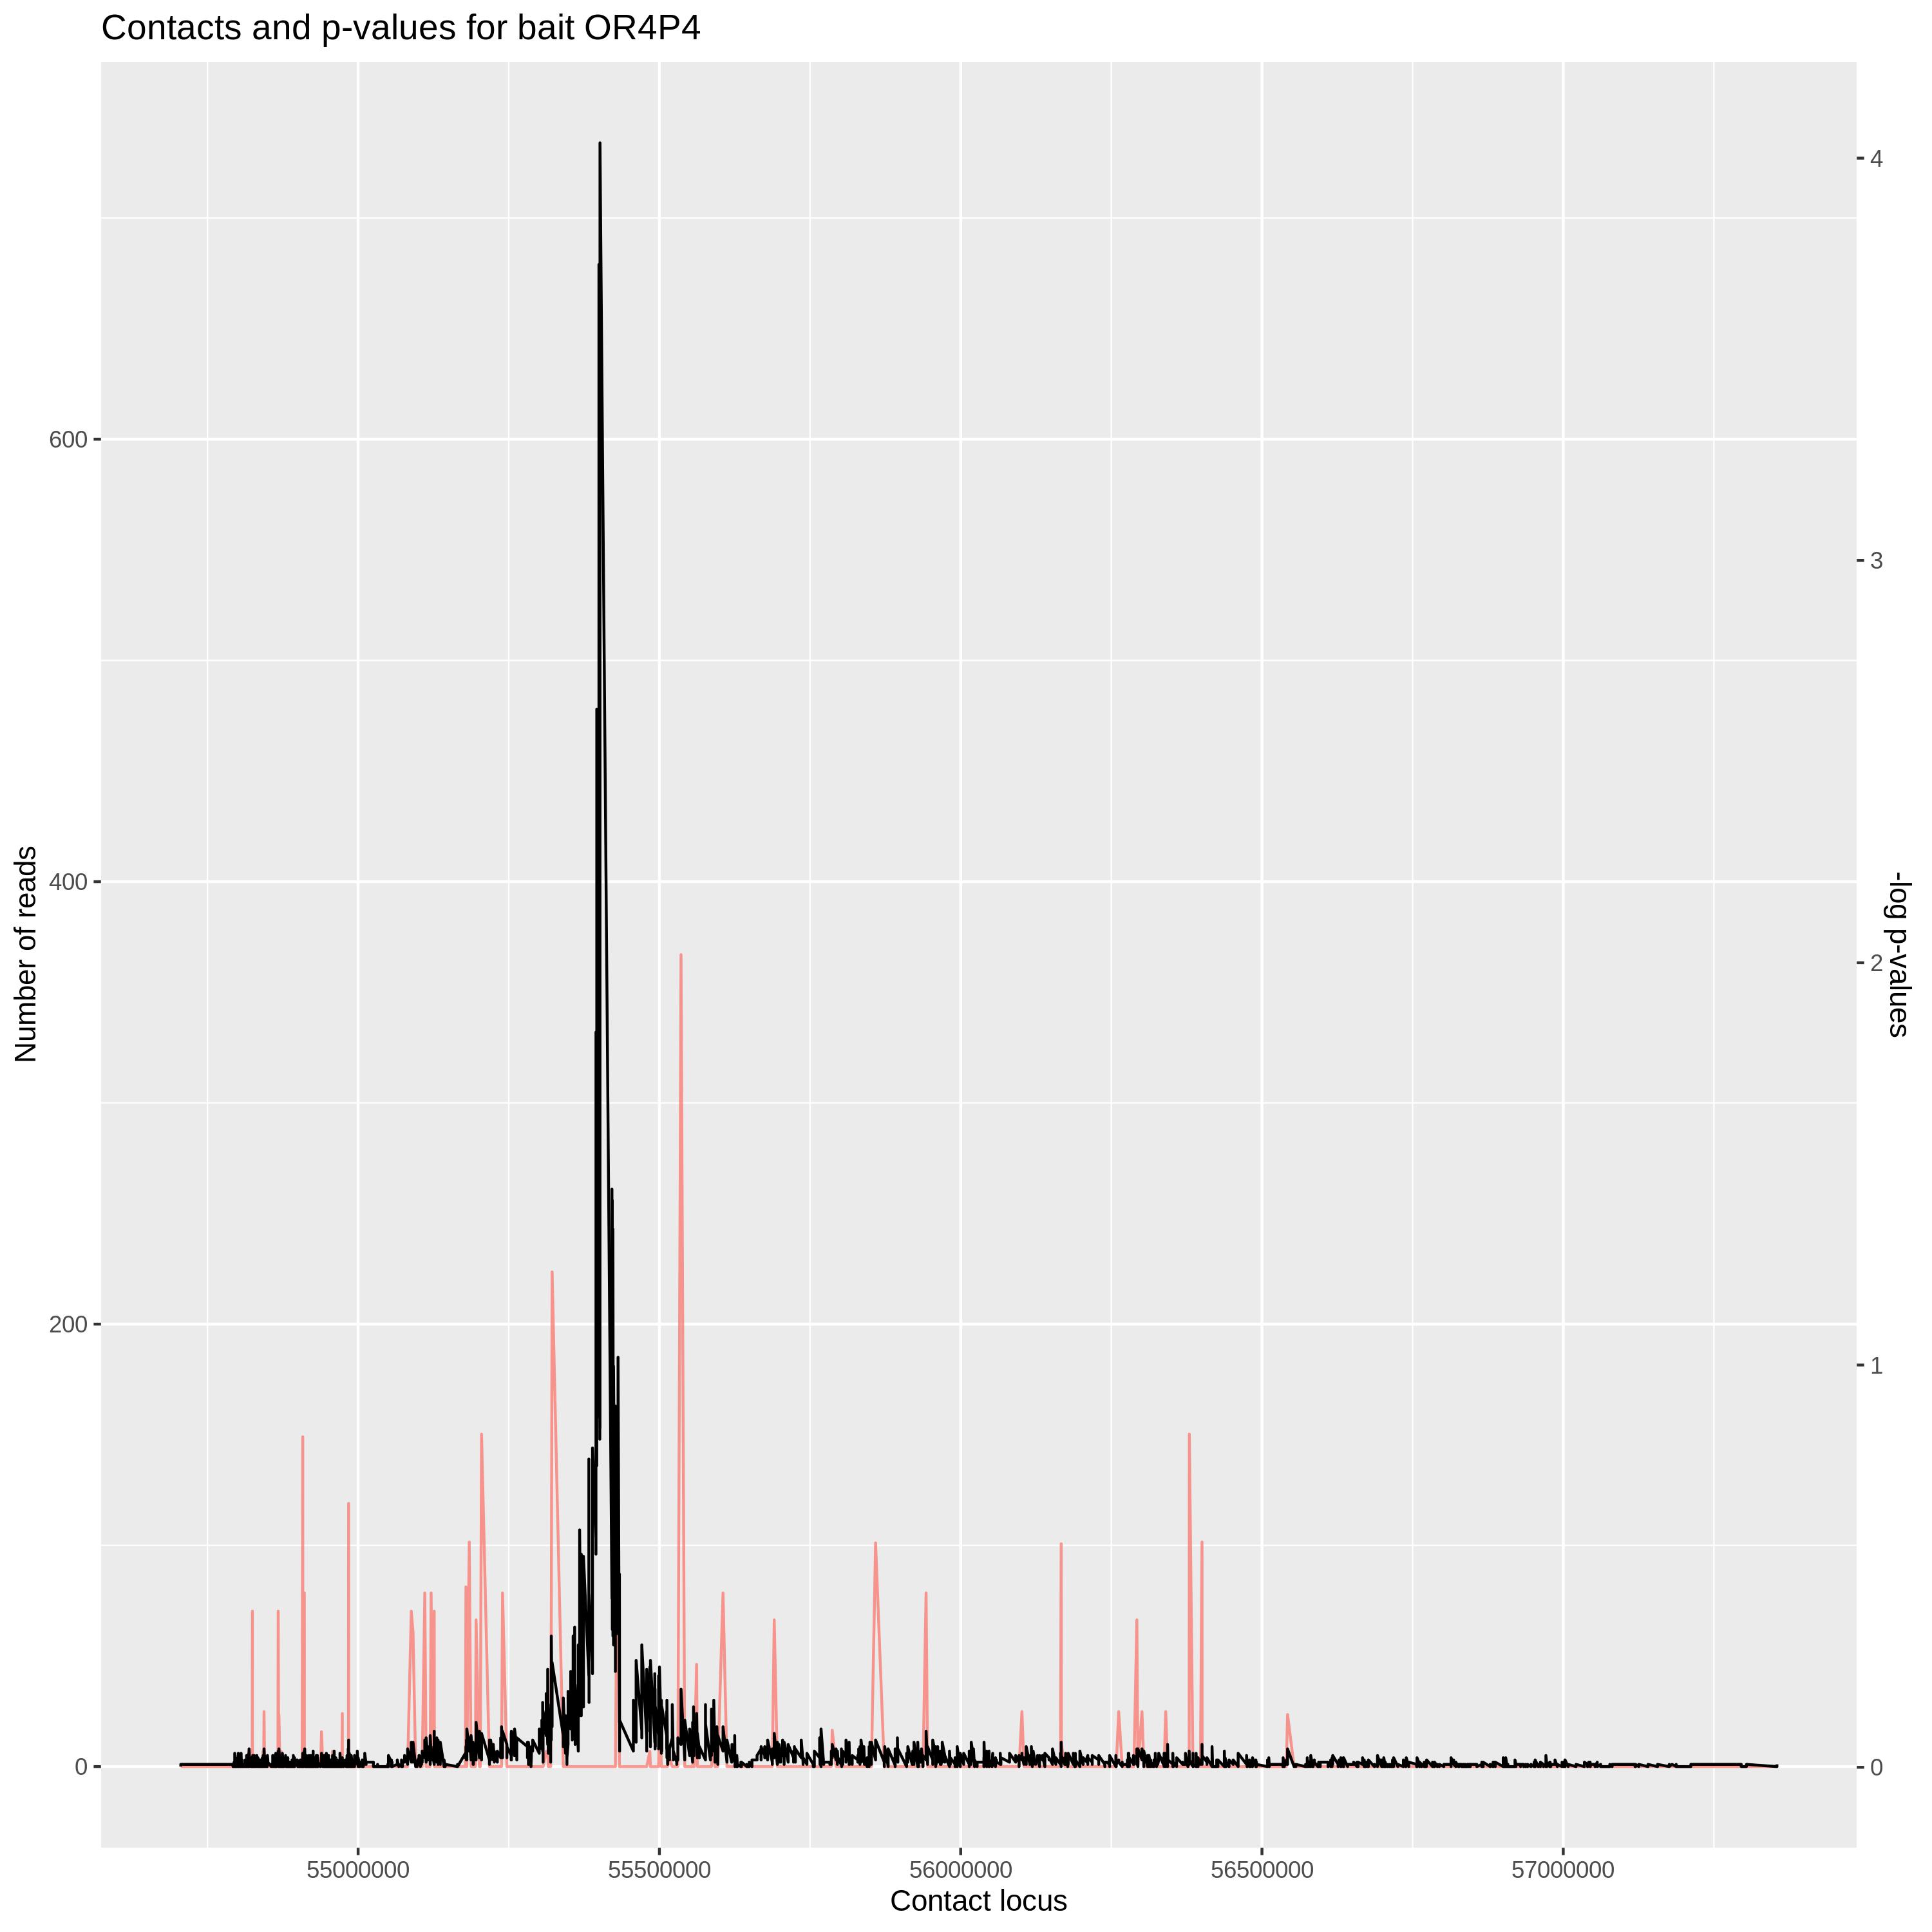 Contacts and p-values for bait OR4P4
Number of reads
600
400
200
0
4
3
2
1
0
-log p-values
55000000 55500000 56000000 56500000 57000000
Contact locus